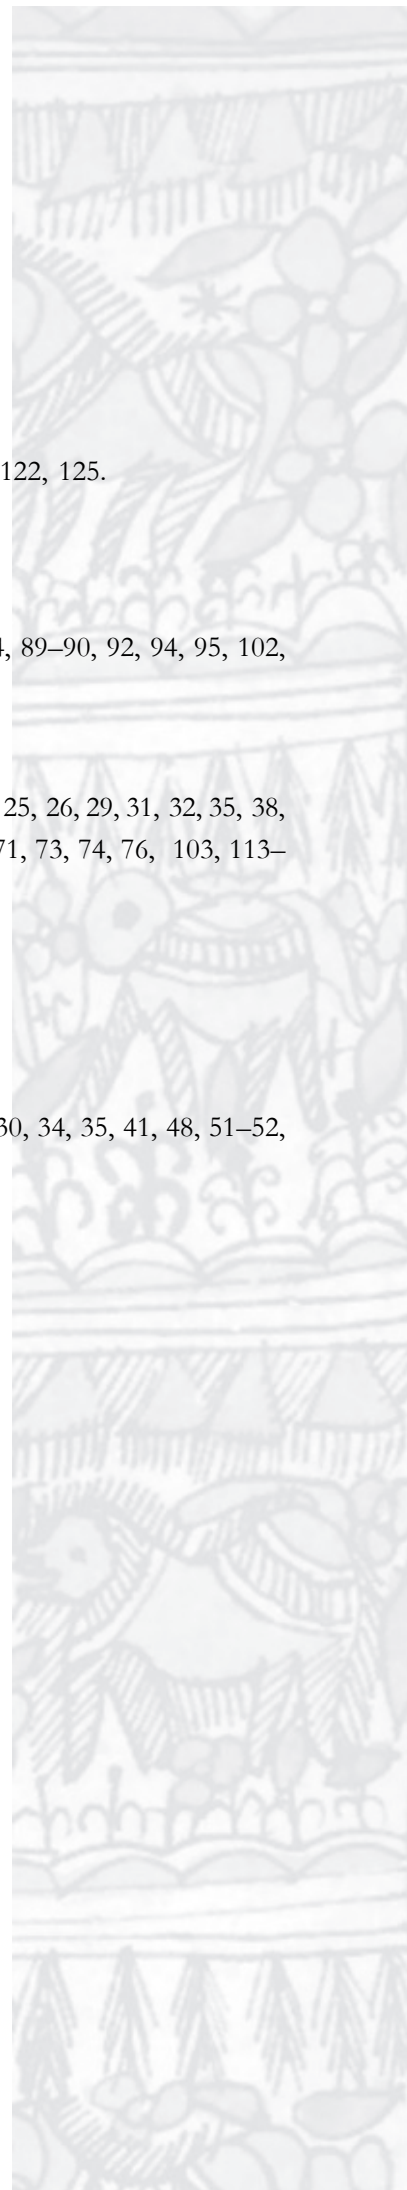 122, 125.
89–90, 92, 94, 95, 102,
25, 26, 29, 31, 32, 35, 38,
71, 73, 74, 76, 103, 113–
30, 34, 35, 41, 48, 51–52,